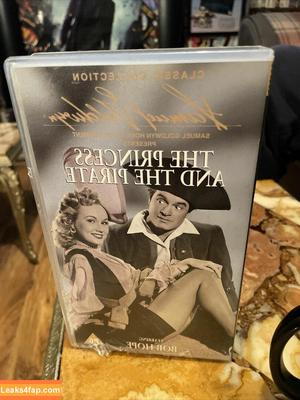 CLASSIC COLLECTION
Samuel Goldwyn
SAMUEL GOLDWYN HOME ENTERTAINMENT
PRESENTS
THE PRINCESS
AND THE PIRATE
STARRING
BOB HOPE
Leaks4fap.com